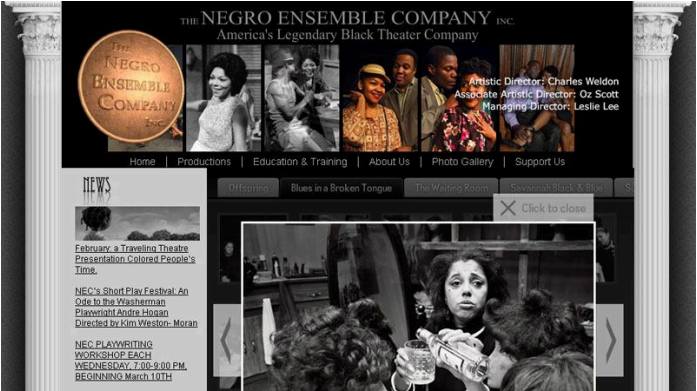 THE NEGRO ENSEMBLE COMPANY INC.
America's Legendary Black Theater Company
THE
NEGRO
ENSEMBLE
COMPANY
INC.
Artistic Director: Charles Weldon
Associate Artistic Director: Oz Scott
Managing Director: Leslie Lee
Home | Productions | Education & Training | About Us | Photo Gallery | Support Us
NEWS
Offspring
Blues in a Broken Tongue
The Waiting Room
Savannah Black & Blue
Click to close
February: a Traveling Theatre
Presentation Colored People's
Time.
NEC's Short Play Festival: An
Ode to the Washerman
Playwright Andre Hogan
Directed by Kim Weston- Moran
NEC PLAYWRITING
WORKSHOP EACH
WEDNESDAY, 7:00-9:00 PM,
BEGINNING March 10TH